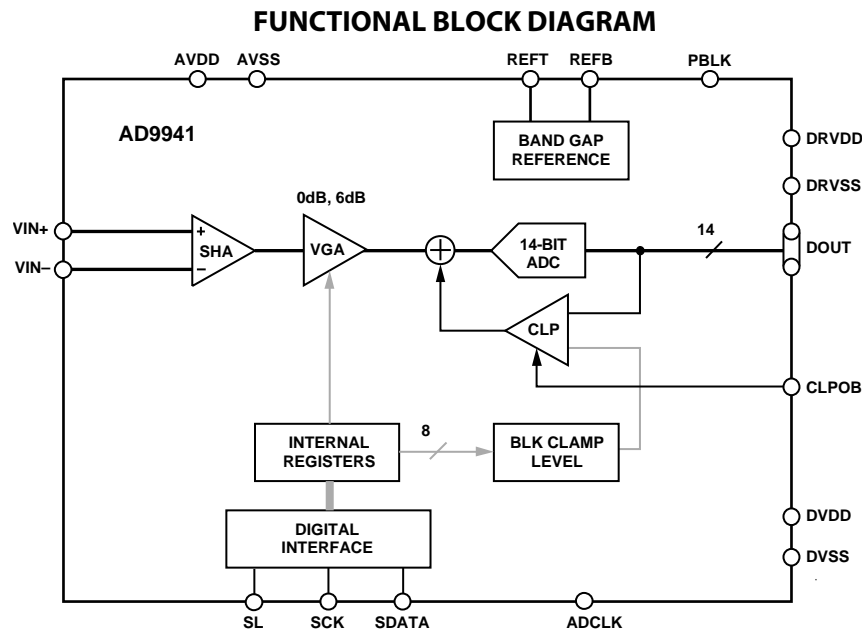 FUNCTIONAL BLOCK DIAGRAM
AVDD
AVSS
REFT
REFB
PBLK
AD9941
BAND GAP
REFERENCE
DRVDD
DRVSS
0dB, 6dB
VIN+
VIN–
+
SHA
–
VGA
14-BIT
ADC
14
DOUT
CLP
CLPOB
INTERNAL
REGISTERS
8
BLK CLAMP
LEVEL
DIGITAL
INTERFACE
DVDD
DVSS
SL
SCK
SDATA
ADCLK